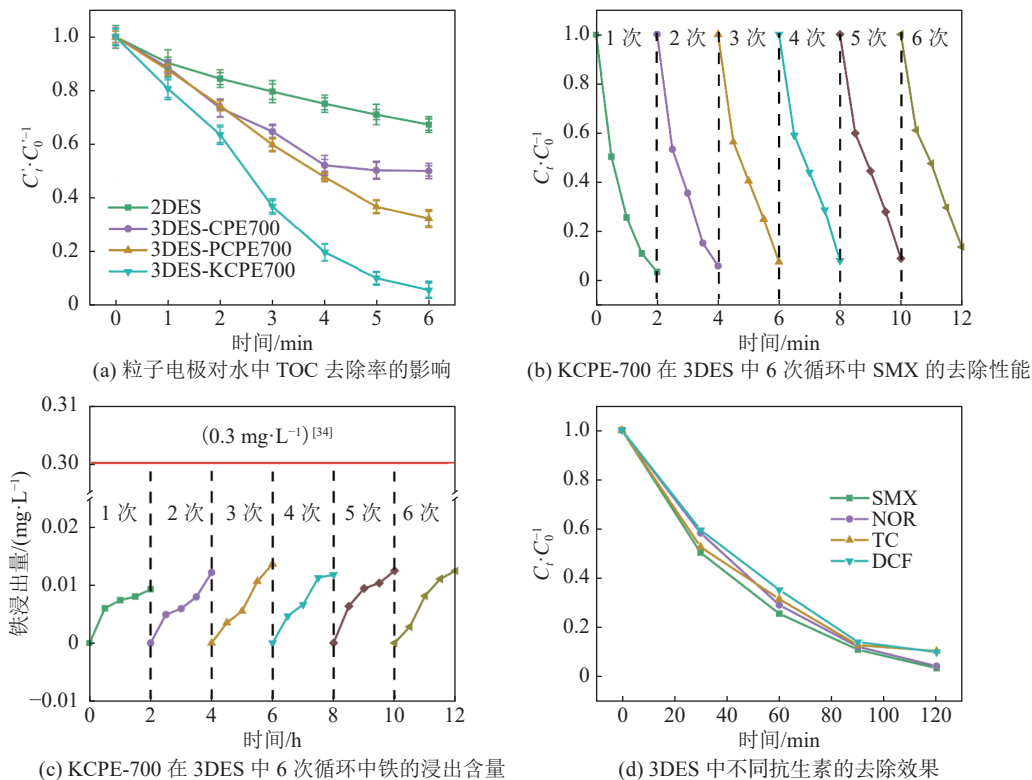 1.0
0.8
0.6
0.4
0.2
0
C_t^'·C_0^'^{-1}
2DES
3DES-CPE700
3DES-PCPE700
3DES-KCPE700
0 1 2 3 4 5 6
时间/min
(a) 粒子电极对水中 TOC 去除率的影响
1.0
0.8
0.6
0.4
0.2
0
C_t·C_0^{-1}
1 次 2 次 3 次 4 次 5 次 6 次
0 2 4 6 8 10 12
时间/min
(b) KCPE-700 在 3DES 中 6 次循环中 SMX 的去除性能
0.31
0.30
0.02
0.01
0
−0.01
铁浸出量/(mg·L⁻¹)
(0.3 mg·L⁻¹) [34]
1 次 2 次 3 次 4 次 5 次 6 次
0 2 4 6 8 10 12
时间/h
(c) KCPE-700 在 3DES 中 6 次循环中铁的浸出含量
1.0
0.8
0.6
0.4
0.2
0
C_t·C_0^{-1}
SMX
NOR
TC
DCF
0 20 40 60 80 100 120
时间/min
(d) 3DES 中不同抗生素的去除效果